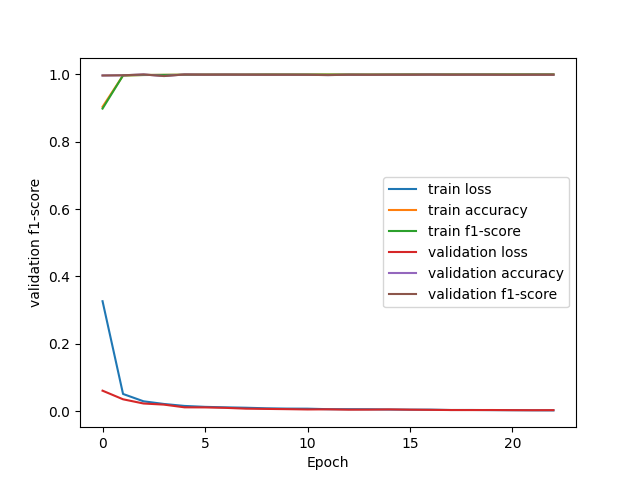 1.0
0.8
0.6
0.4
0.2
0.0
validation f1-score
train loss
train accuracy
train f1-score
validation loss
validation accuracy
validation f1-score
0
5
10
15
20
Epoch